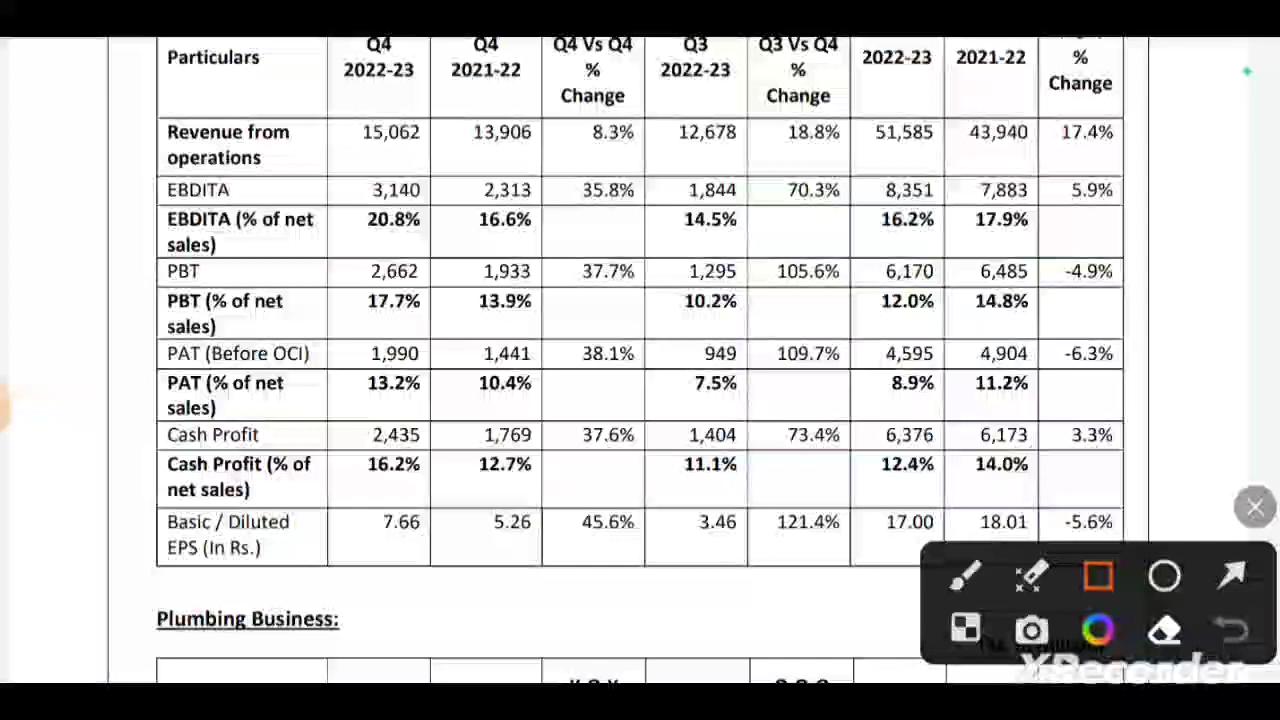 Particulars Q4 2022-23 Q4 2021-22 Q4 Vs Q4 % Change Q3 2022-23 Q3 Vs Q4 % Change 2022-23 2021-22 % Change
Revenue from operations 15,062 13,906 8.3% 12,678 18.8% 51,585 43,940 17.4%
EBDITA 3,140 2,313 35.8% 1,844 70.3% 8,351 7,883 5.9%
EBDITA (% of net sales) 20.8% 16.6% 14.5% 16.2% 17.9%
PBT 2,662 1,933 37.7% 1,295 105.6% 6,170 6,485 -4.9%
PBT (% of net sales) 17.7% 13.9% 10.2% 12.0% 14.8%
PAT (Before OCI) 1,990 1,441 38.1% 949 109.7% 4,595 4,904 -6.3%
PAT (% of net sales) 13.2% 10.4% 7.5% 8.9% 11.2%
Cash Profit 2,435 1,769 37.6% 1,404 73.4% 6,376 6,173 3.3%
Cash Profit (% of net sales) 16.2% 12.7% 11.1% 12.4% 14.0%
Basic / Diluted EPS (In Rs.) 7.66 5.26 45.6% 3.46 121.4% 17.00 18.01 -5.6%
Plumbing Business:
XRecorder